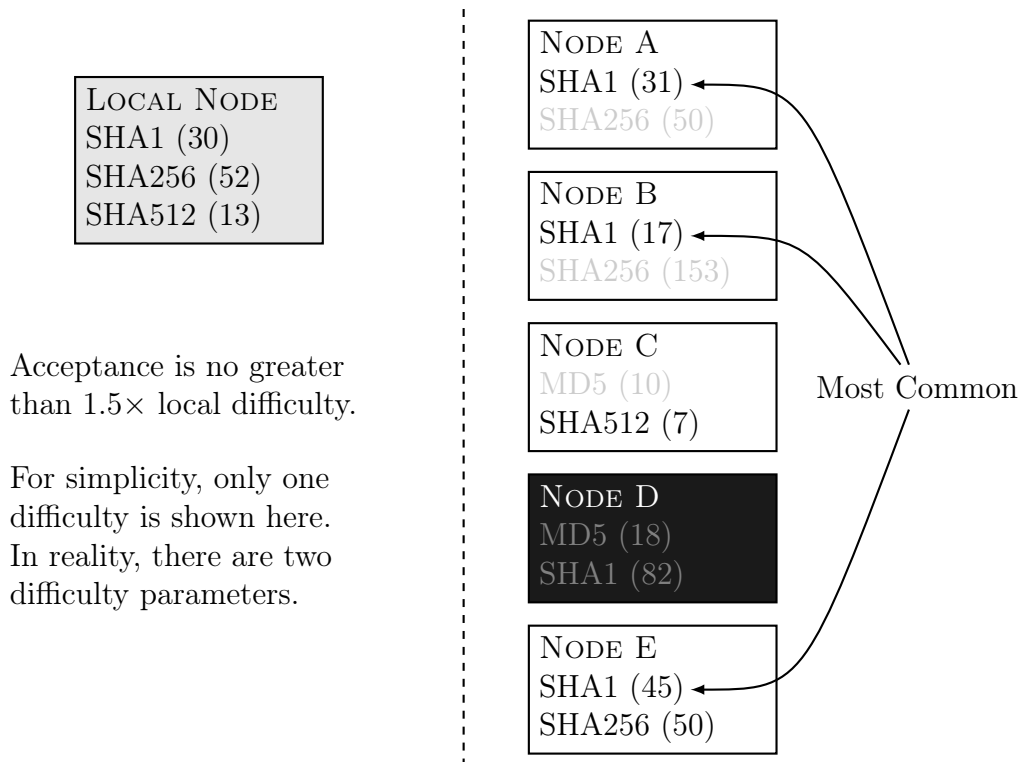 LOCAL NODE
SHA1 (30)
SHA256 (52)
SHA512 (13)
Acceptance is no greater
than 1.5× local difficulty.
For simplicity, only one
difficulty is shown here.
In reality, there are two
difficulty parameters.
NODE A
SHA1 (31)
SHA256 (50)
NODE B
SHA1 (17)
SHA256 (153)
NODE C
MD5 (10)
SHA512 (7)
NODE D
MD5 (18)
SHA1 (82)
NODE E
SHA1 (45)
SHA256 (50)
Most Common